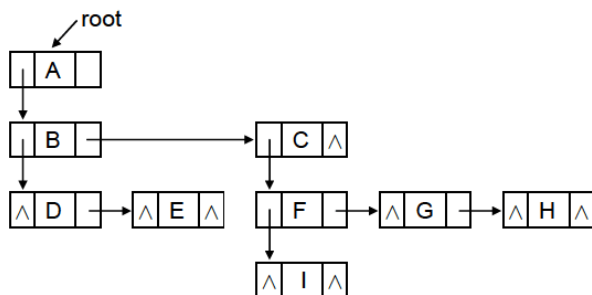 root
A
B C ∧
∧ D ∧ E ∧ F ∧ G ∧ H ∧
∧ I ∧